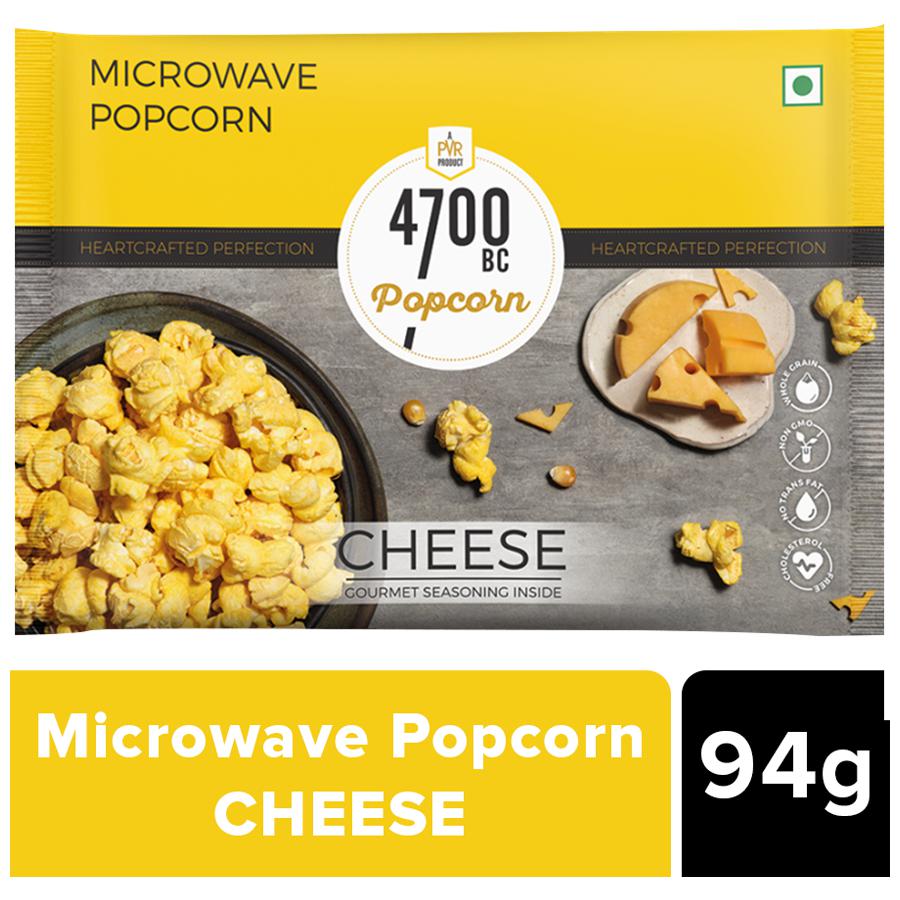 MICROWAVE
POPCORN
A
PVR
PRODUCT
4700
BC
Popcorn
HEARTCRAFTED PERFECTION
HEARTCRAFTED PERFECTION
WHOLE GRAIN
NON GMO
NO TRANS FAT
CHOLESTEROL FREE
CHEESE
GOURMET SEASONING INSIDE
Microwave Popcorn
CHEESE
94g